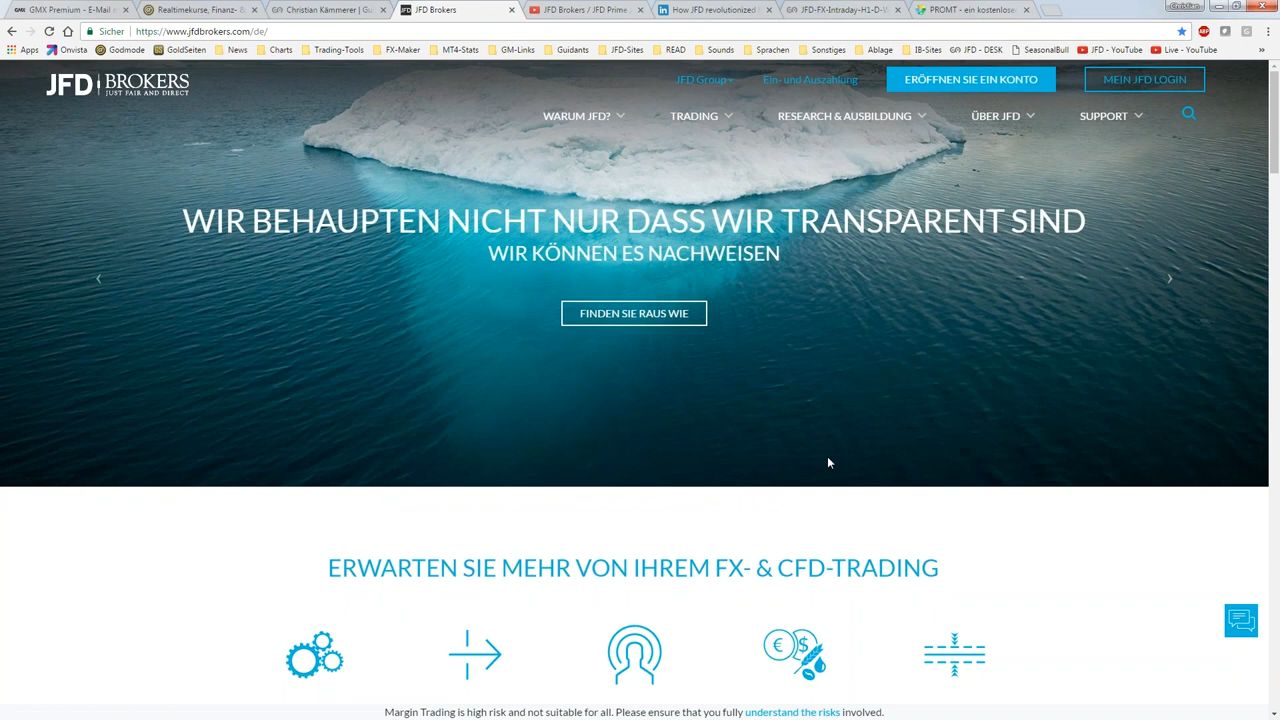 GMX Premium - E-Mail
Realtimekurse, Finanz- &
Christian Kämmerer | Gu
JFD Brokers
JFD Brokers / JFD Prime
How JFD revolutionized
JFD-FX-Intraday-H1-D-V
PROMT - ein kostenlose
Christian
Sicher | https://www.jfdbrokers.com/de/
ABP
Apps Onvista Godmode GoldSeiten News Charts Trading-Tools FX-Maker MT4-Stats GM-Links Guidants JFD-Sites READ Sounds Sprachen Sonstiges Ablage IB-Sites JFD - DESK SeasonalBull JFD - YouTube Live - YouTube »
JFD | BROKERS
JUST FAIR AND DIRECT
JFD Group Ein- und Auszahlung ERÖFFNEN SIE EIN KONTO MEIN JFD LOGIN
WARUM JFD? TRADING RESEARCH & AUSBILDUNG ÜBER JFD SUPPORT
WIR BEHAUPTEN NICHT NUR DASS WIR TRANSPARENT SIND
WIR KÖNNEN ES NACHWEISEN
FINDEN SIE RAUS WIE
ERWARTEN SIE MEHR VON IHREM FX- & CFD-TRADING
€ $
Margin Trading is high risk and not suitable for all. Please ensure that you fully understand the risks involved.